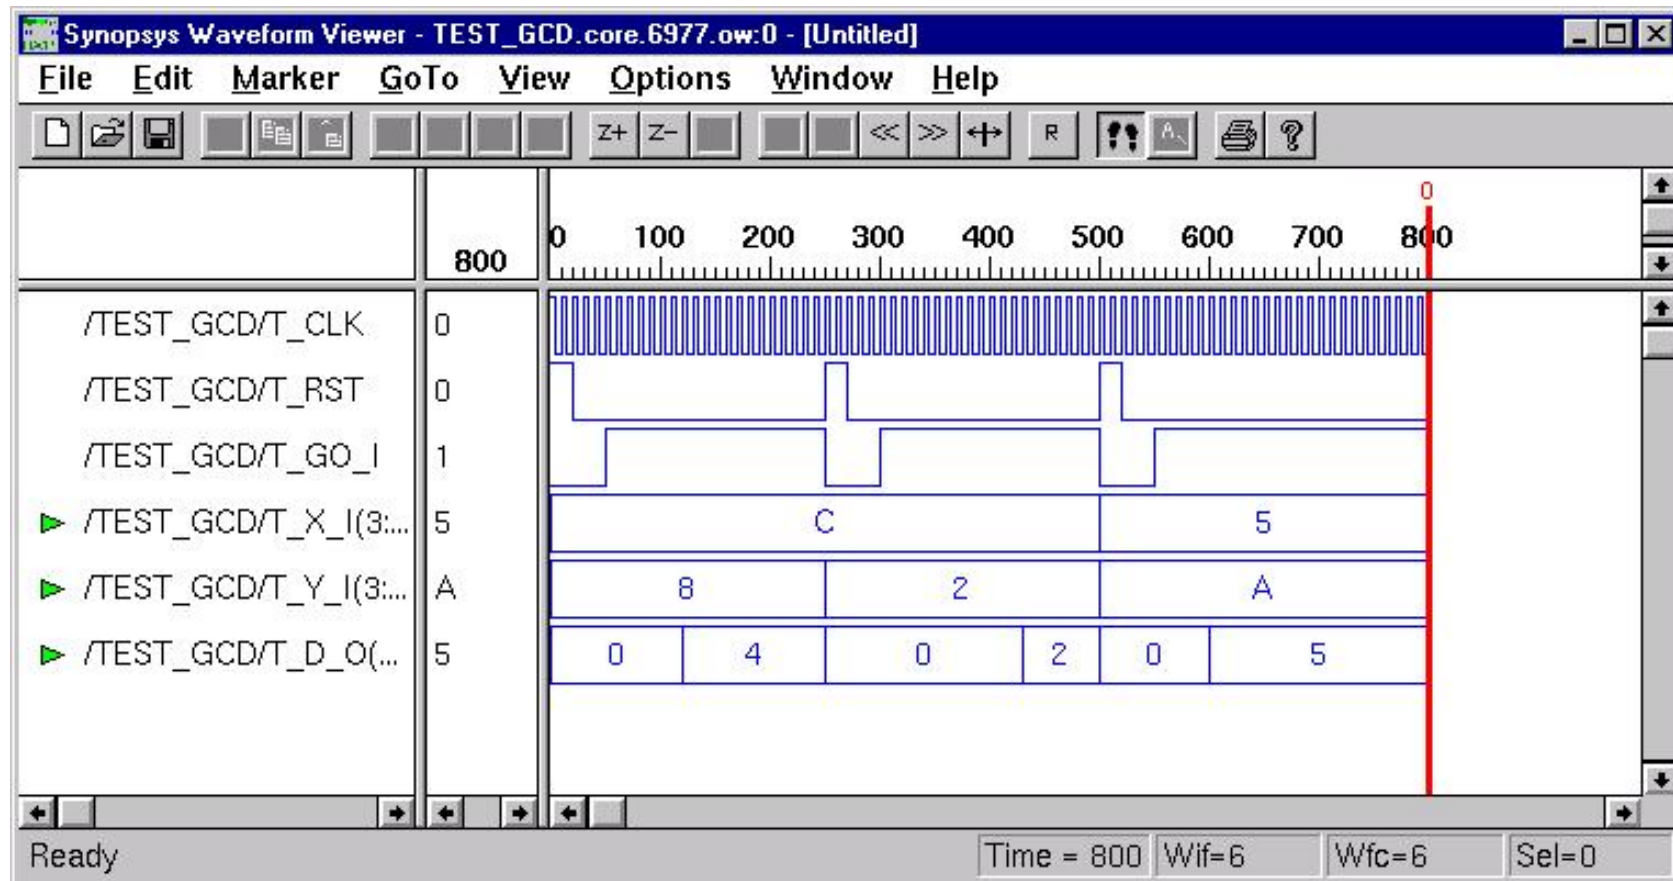 Synopsys Waveform Viewer - TEST_GCD.core.6977.ow:0 - [Untitled]
File Edit Marker GoTo View Options Window Help
Z+ Z- << >> R A ?
0
800 0 100 200 300 400 500 600 700 800
/TEST_GCD/T_CLK 0
/TEST_GCD/T_RST 0
/TEST_GCD/T_GO_I 1
/TEST_GCD/T_X_I(3:... 5 C 5
/TEST_GCD/T_Y_I(3:... A 8 2 A
/TEST_GCD/T_D_O(... 5 0 4 0 2 0 5
Ready Time = 800 Wif=6 Wfc=6 Sel=0